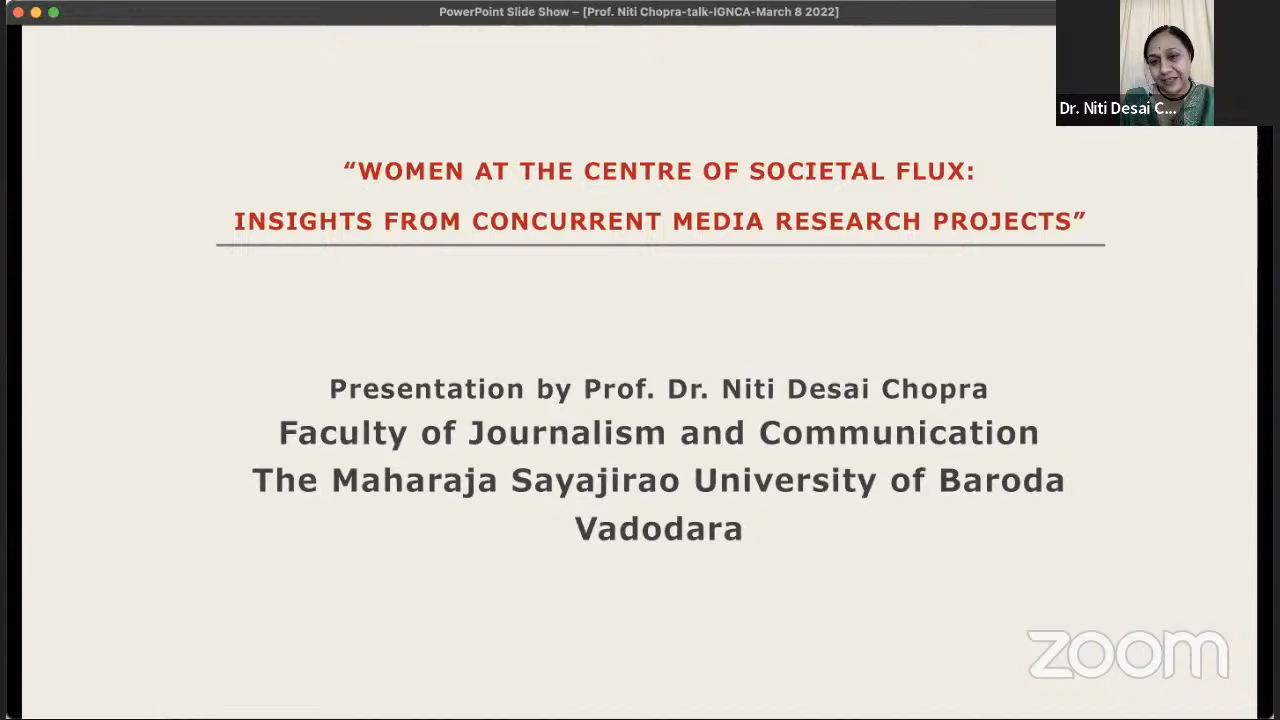 PowerPoint Slide Show – [Prof. Niti Chopra-talk-IGNCA-March 8 2022]
Dr. Niti Desai C...
“WOMEN AT THE CENTRE OF SOCIETAL FLUX:
INSIGHTS FROM CONCURRENT MEDIA RESEARCH PROJECTS”
Presentation by Prof. Dr. Niti Desai Chopra
Faculty of Journalism and Communication
The Maharaja Sayajirao University of Baroda
Vadodara
zoom